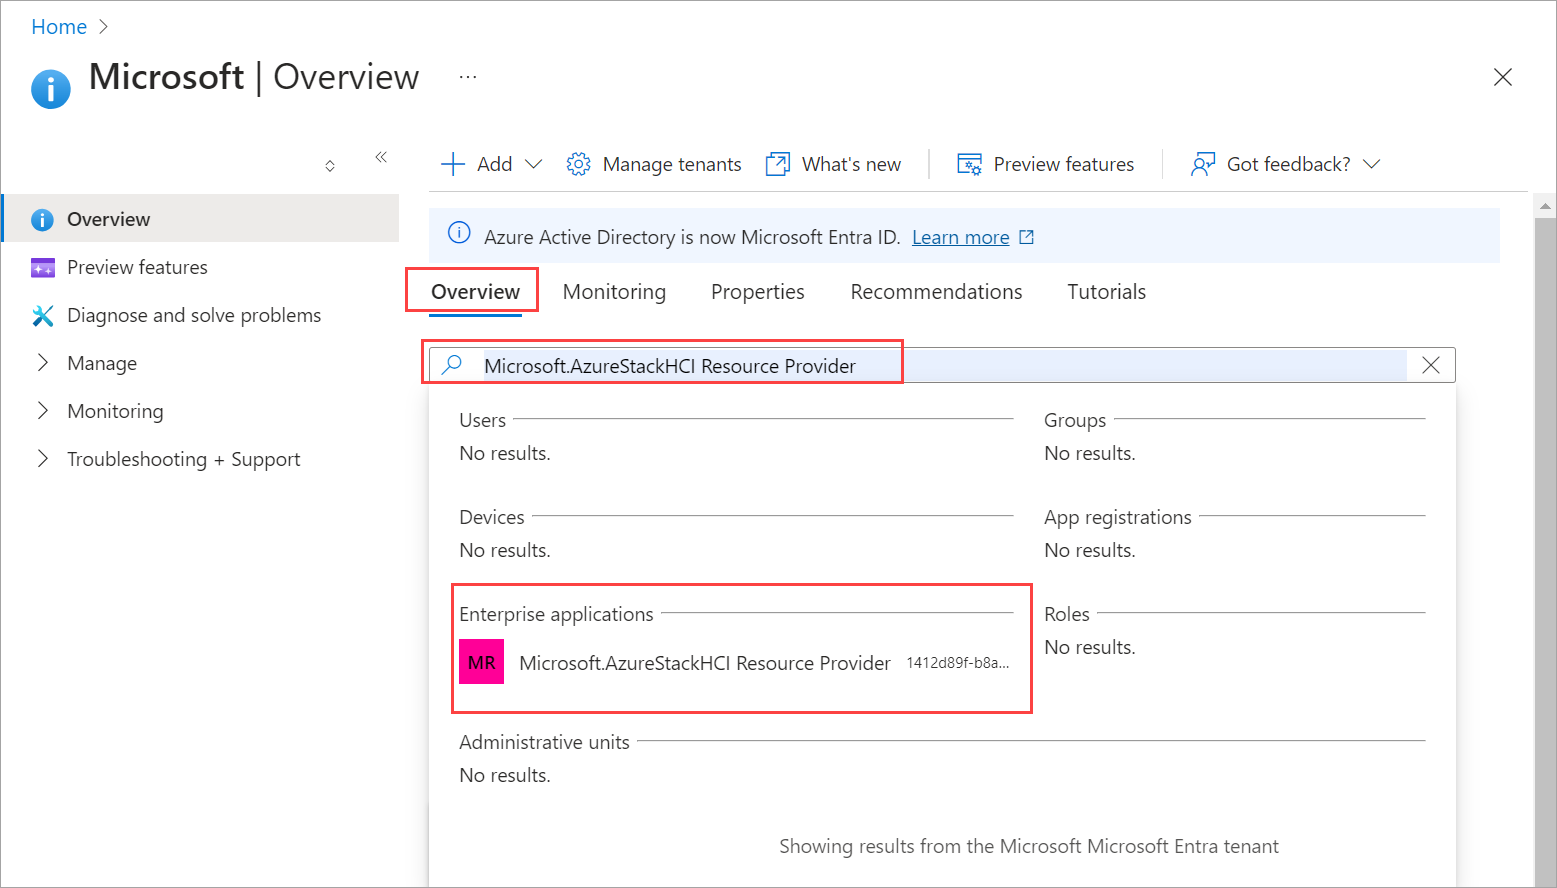 Home
Microsoft | Overview ...
Add Manage tenants What's new Preview features Got feedback?
Overview
Preview features
Diagnose and solve problems
Manage
Monitoring
Troubleshooting + Support
Azure Active Directory is now Microsoft Entra ID. Learn more
Overview Monitoring Properties Recommendations Tutorials
Microsoft.AzureStackHCI Resource Provider
Users
No results.
Groups
No results.
Devices
No results.
App registrations
No results.
Enterprise applications
MR Microsoft.AzureStackHCI Resource Provider 1412d89f-b8a...
Roles
No results.
Administrative units
No results.
Showing results from the Microsoft Microsoft Entra tenant